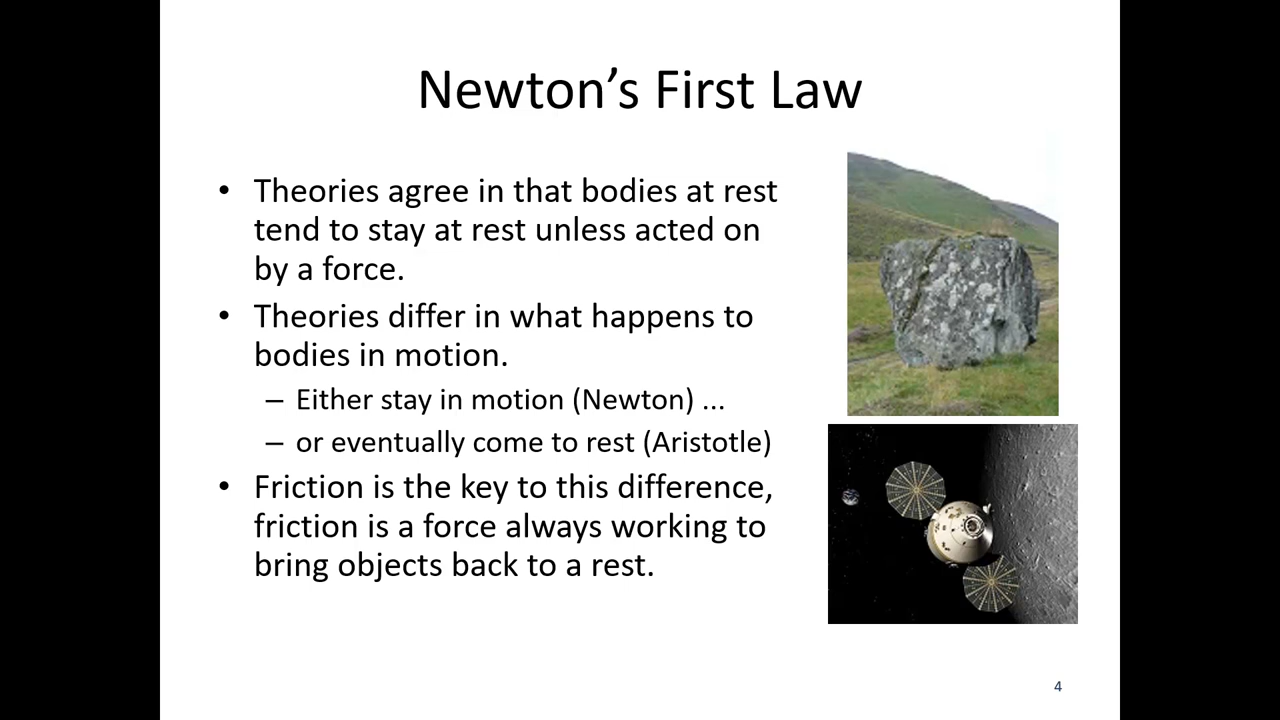 Newton’s First Law
• Theories agree in that bodies at rest
tend to stay at rest unless acted on
by a force.
• Theories differ in what happens to
bodies in motion.
– Either stay in motion (Newton) ...
– or eventually come to rest (Aristotle)
• Friction is the key to this difference,
friction is a force always working to
bring objects back to a rest.
4